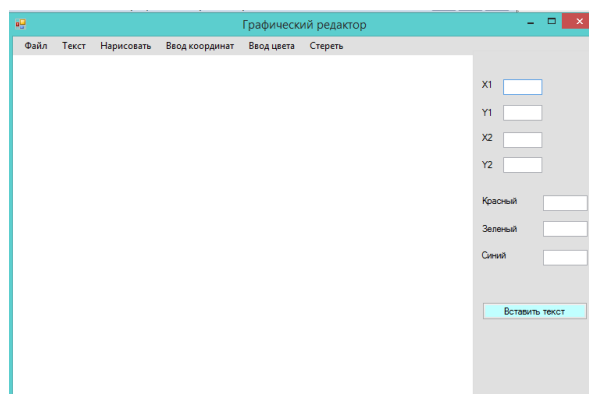 Графический редактор
Файл Текст Нарисовать Ввод координат Ввод цвета Стереть
X1
Y1
X2
Y2
Красный
Зеленый
Синий
Вставить текст